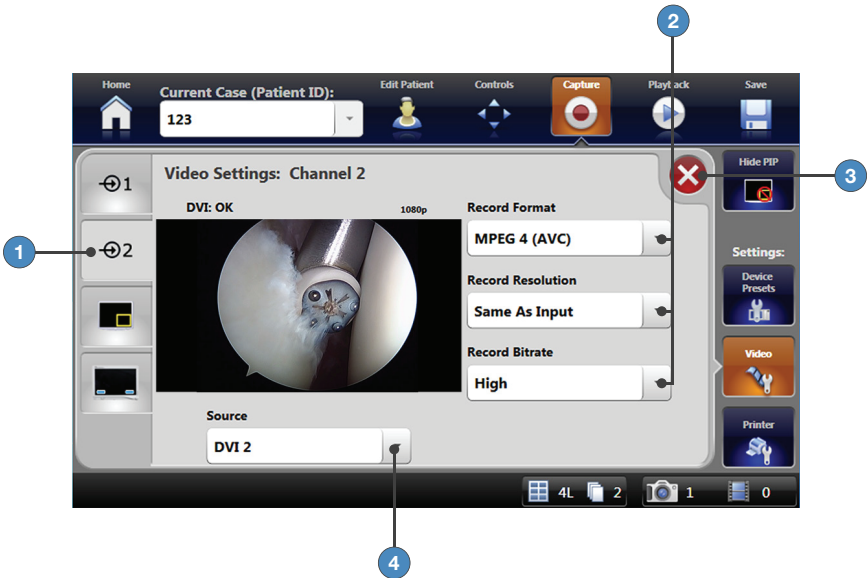 2
Home
Current Case (Patient ID):
Edit Patient
Controls
Capture
Playback
Save
123
1
Video Settings: Channel 2
Hide PIP
3
DVI: OK
1080p
Record Format
MPEG 4 (AVC)
1
2
Settings:
Record Resolution
Device
Presets
Same As Input
Record Bitrate
Video
High
Source
Printer
DVI 2
4L
2
1
0
4